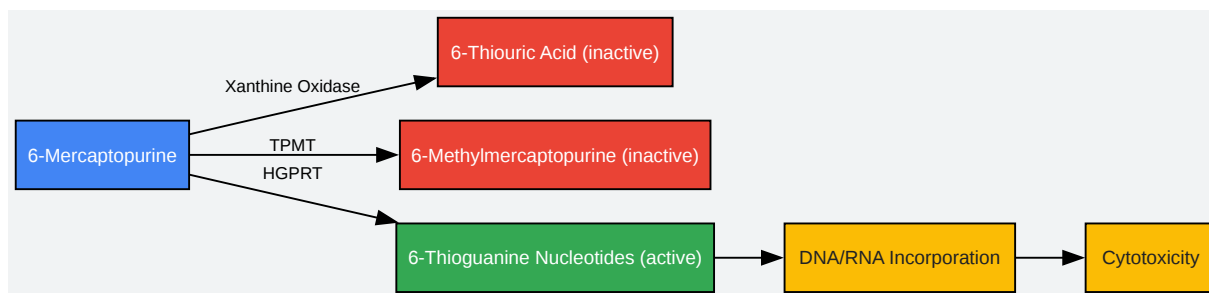 6-Thiouric Acid (inactive)
Xanthine Oxidase
6-Mercaptopurine
TPMT
6-Methylmercaptopurine (inactive)
HGPRT
6-Thioguanine Nucleotides (active)
DNA/RNA Incorporation
Cytotoxicity